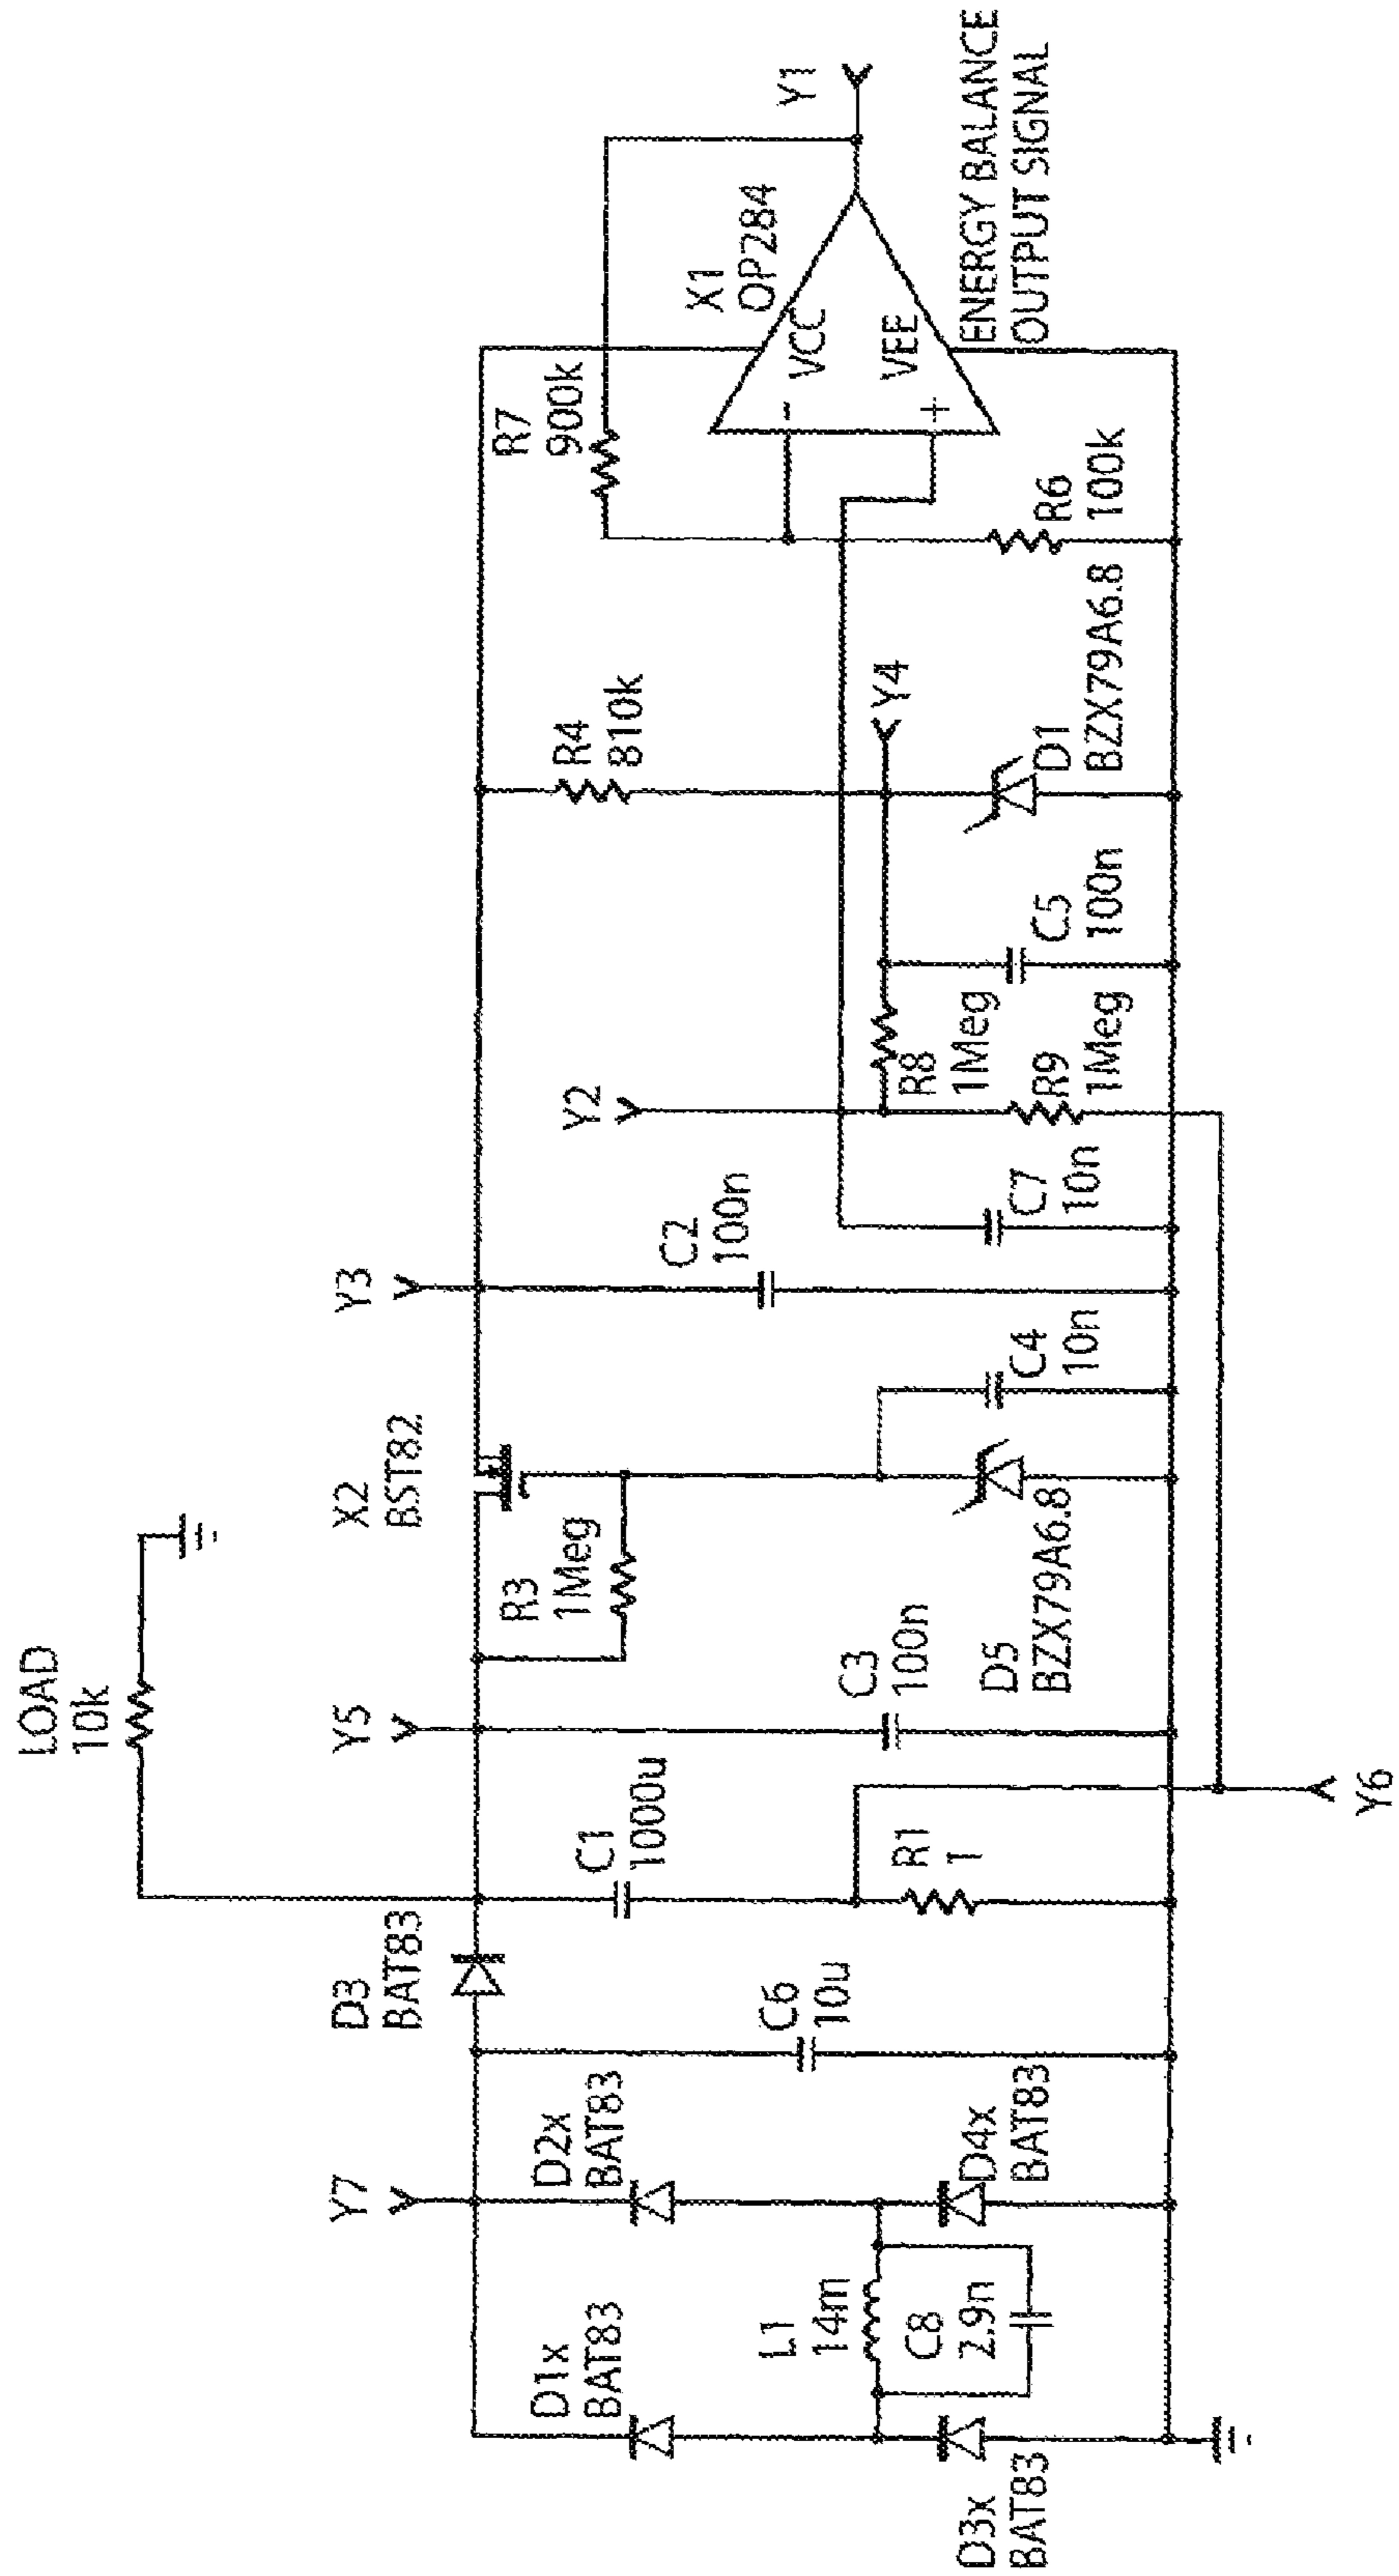 LOAD
10k
Y7
D3
BAT83
Y5
X2
BST82
Y3
Y2
D1x
BAT83
D2x
BAT83
C6
10u
C1
1000u
R3
1Meg
C2
100n
R4
810k
R7
900k
X1
OP284
Y1
L1
14m
C8
2.9n
D3x
BAT83
D4x
BAT83
R1
1
C3
100n
D5
BZX79A6.8
C4
10n
C7
10n
R8
1Meg
R9
1Meg
C5
100n
Y4
D1
BZX79A6.8
R6
100k
-
VCC
VEE
+
ENERGY BALANCE
OUTPUT SIGNAL
Y6